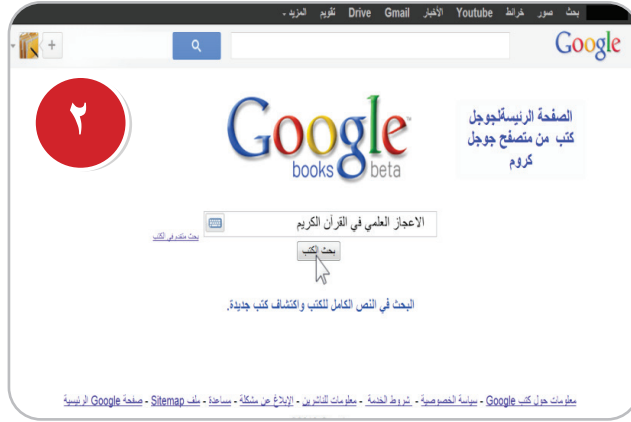 بحث صور خرائط Youtube الأخبار Gmail Drive تقويم المزيد
Google
+
٢
Google
books beta
الصفحة الرئيسةلجوجل
كتب من متصفح جوجل
كروم
الاعجاز العلمي في القرآن الكريم
بحث متقدم في الكتب
بحث الكتب
البحث في النص الكامل للكتب واكتشاف كتب جديدة.
معلومات حول كتب Google - سياسة الخصوصية - شروط الخدمة - معلومات للناشرين - الإبلاغ عن مشكلة - مساعدة - ملف Sitemap - صفحة Google الرئيسية